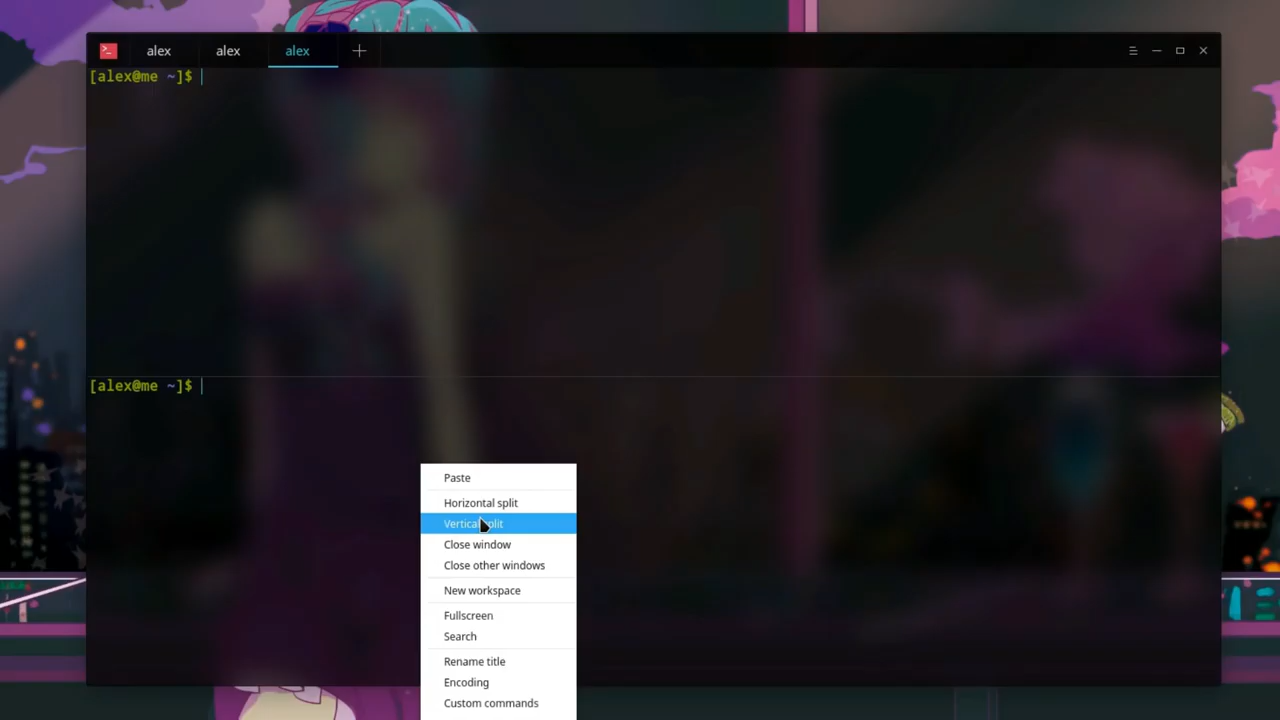 alex
alex
alex
[alex@me ~]$
[alex@me ~]$
Paste
Horizontal split
Vertical split
Close window
Close other windows
New workspace
Fullscreen
Search
Rename title
Encoding
Custom commands